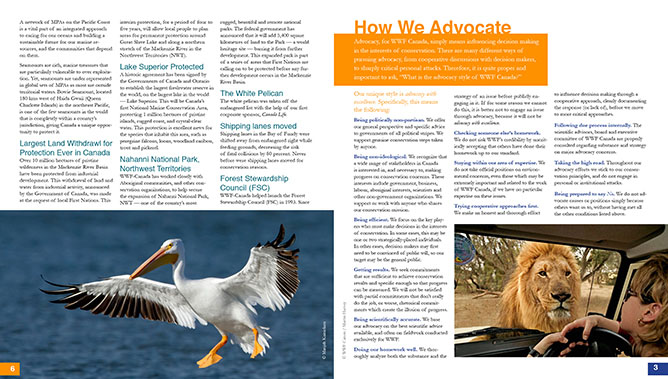 A network of MPAs on the Pacific Coast
is a vital part of an integrated approach
to caring for our oceans and building a
sustainable future for our marine ec-
osystems, and the communities that depend
on them.
Seamounts are rich, marine treasures that
are particularly vulnerable to over exploita-
tion. Yet, seamounts are under represented
in global sets of MPAs as most are outside
territorial waters. Bowie Seamount, located
180 kms west of Haida Gwaii (Queen
Charlotte Islands) in the northeast Pacific,
is one of the few seamounts in the world
that is completely within a country's
jurisdiction, giving Canada a unique oppor-
tunity to protect it.
Largest Land Withdrawl for
Protection Ever in Canada
Over 10 million hectares of pristine
wilderness in the Mackenzie River Basin
have been protected from industrial
development. This withdrawal of land and
water from industrial activity, announced
by the Government of Canada, was made
at the request of local First Nations. This
interim protection, for a period of four to
five years, will allow local people to plan
areas for permanent protection around
Great Slave Lake and along a northern
stretch of the Mackenzie River in the
Northwest Territories (NWT).
Lake Superior Protected
A historic agreement has been signed by
the Government of Canada and Ontario
to establish the largest freshwater reserve in
the world, on the largest lake in the world
— Lake Superior. This will be Canada's
first National Marine Conservation Area,
protecting 1 million hectares of pristine
islands, rugged shores, and crystal-clear
waters. This protection is excellent news for
the species that inhabit this area, such as
peregrine falcons, loons, woodland caribou,
trout and pickerel.
Nahanni National Park,
Northwest Territories
WWF-Canada has worked closely with
Aboriginal communities, and other con-
servation organizations, to help secure
the expansion of Nahanni National Park,
NWT — one of the country's most
rugged, beautiful and remote national
parks. The federal government has
announced that it will add 5,400 square
kilometres of land to the Park — a world
heritage site — buying it from further
development. This expanded park is part
of a series of areas that First Nations are
calling on to be protected before any fur-
ther development occurs in the Mackenzie
River Basin.
The White Pelican
The white pelican was taken off the
endangered list with the help of our first
corporate sponsor, Canada Life.
Shipping lanes moved
Shipping lanes in the Bay of Fundy were
shifted away from endangered right whale
feeding grounds, decreasing the risk
of fatal collisions by 80 percent. Never
before were shipping lanes moved for
conservation reasons.
Forest Stewardship
Council (FSC)
WWF-Canada helped launch the Forest
Stewardship Council (FSC) in 1993. Since
6
How We Advocate
Advocacy, for WWF Canada, simply means influencing decision making
in the interests of conservation. There are many different ways of
pursuing advocacy, from cooperative discussions with decision makers,
to sharply critical personal attacks. Therefore, it is quite proper and
important to ask, "What is the advocacy style of WWF Canada?"
Our unique style is advocacy with
excellence. Specifically, this means
the following:
Being politically non-partisan. We offer
our general perspective and specific advice
to governments of all political stripes. We
support genuine conservation steps taken
by anyone.
Being non-ideological. We recognize that
a wide range of stakeholders in Canada
is interested in, and necessary to, making
progress on conservation concerns. These
interests include government, business,
labour, aboriginal interests, scientists and
other non-government organizations. We
support or work with anyone who shares
our conservation mission.
Being efficient. We focus on the key play-
ers who must make decisions in the interests
of conservation. In some cases, this may be
one or two strategically-placed individuals.
In other cases, decision makers may first
need to be convinced of public will, so our
target may be the general public.
Getting results. We seek commitments
that are sufficient to achieve conservation
results and specific enough so that progress
can be measured. We will not be satisfied
with partial commitments that don't really
do the job, or worse, rhetorical commit-
ments which create the illusion of progress.
Being scientifically accurate. We base
our advocacy on the best scientific advice
available, and often on fieldwork conducted
exclusively for WWF.
Doing our homework well. We thor-
oughly analyze both the substance and the
strategy of an issue before publicly engag-
ing in it. If for some reason we cannot
do this, it is better not to engage an issue
through advocacy, because it will not be
advocacy with excellence.
Checking someone else's homework.
We do not risk WWF's credibility by auton-
atically accepting that others have done their
homework up to our standard.
Staying within our area of expertise. We
do not take official positions on environ-
mental concerns, even those which may be
extremely important and related to the work
of WWF Canada, if we have no particular
expertise on these issues.
Trying cooperative approaches first.
We make an honest and thorough effort
to influence decision making through a
cooperative approach, clearly documenting
the response (or lack of), before we move
to more critical approaches.
Following due process internally. The
scientific advisors, board and executive
committee of WWF Canada are properly
consulted regarding substance and strategy
on major advocacy concerns.
Taking the high road. Throughout our
advocacy efforts we stick to our conser-
vation principles, and do not engage in
personal or institutional attacks.
Being prepared to say No. We do not ad-
vocate causes or positions simply because
others want us to, without having met all
the other conditions listed above.
3